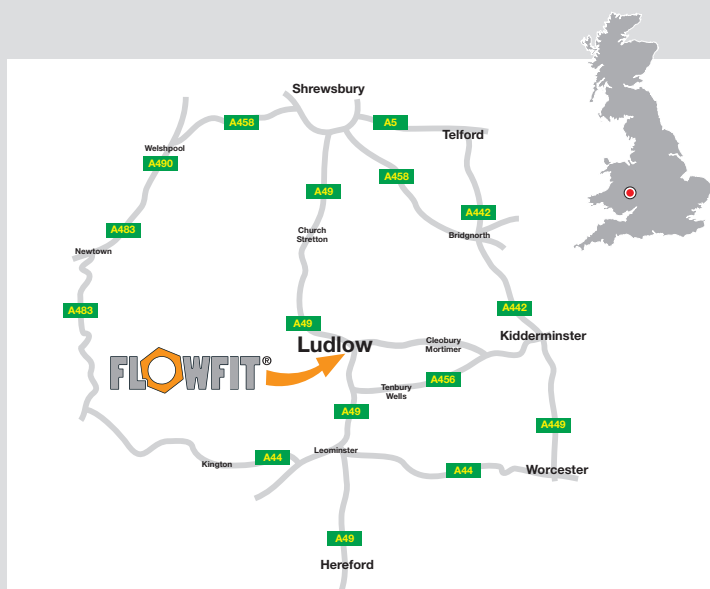 Shrewsbury
A458
A5
Telford
Welshpool
A490
A458
A49
A442
Church
Stretton
Bridgnorth
A483
Newtown
A483
A442
A49
Ludlow
Cleobury
Mortimer
Kidderminster
FLOWFIT®
A456
Tenbury
Wells
A49
A449
Leominster
Kington
A44
A44
Worcester
A49
Hereford